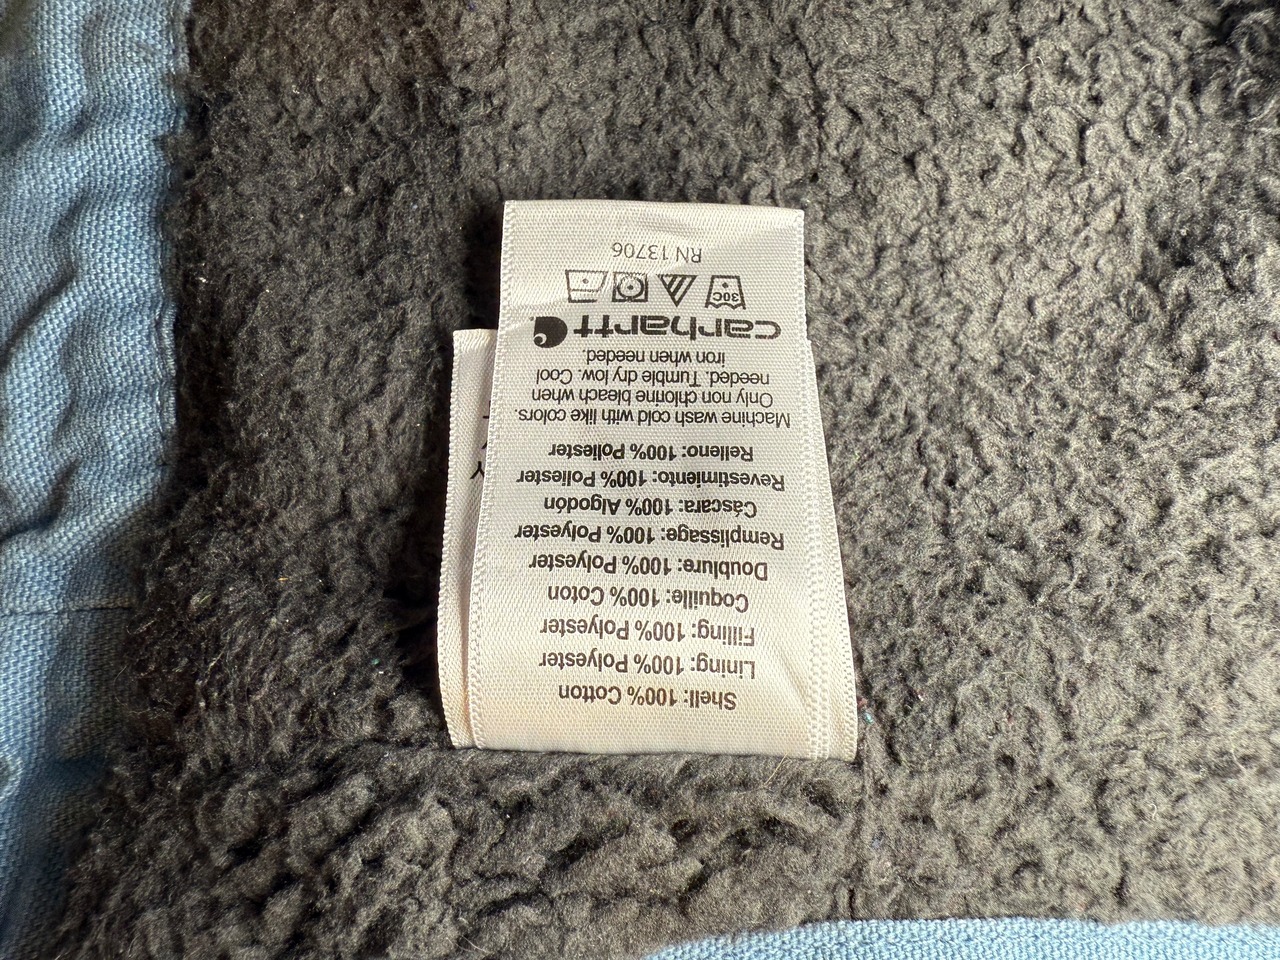 Shell: 100% Cotton
Lining: 100% Polyester
Filling: 100% Polyester
Coquille: 100% Coton
Doublure: 100% Polyester
Remplissage: 100% Polyester
Cáscara: 100% Algodón
Revestimiento: 100% Poliester
Relleno: 100% Poliester
Machine wash cold with like colors.
Only non chlorine bleach when
needed. Tumble dry low. Cool
iron when needed.
carhartt
30C
RN 13706